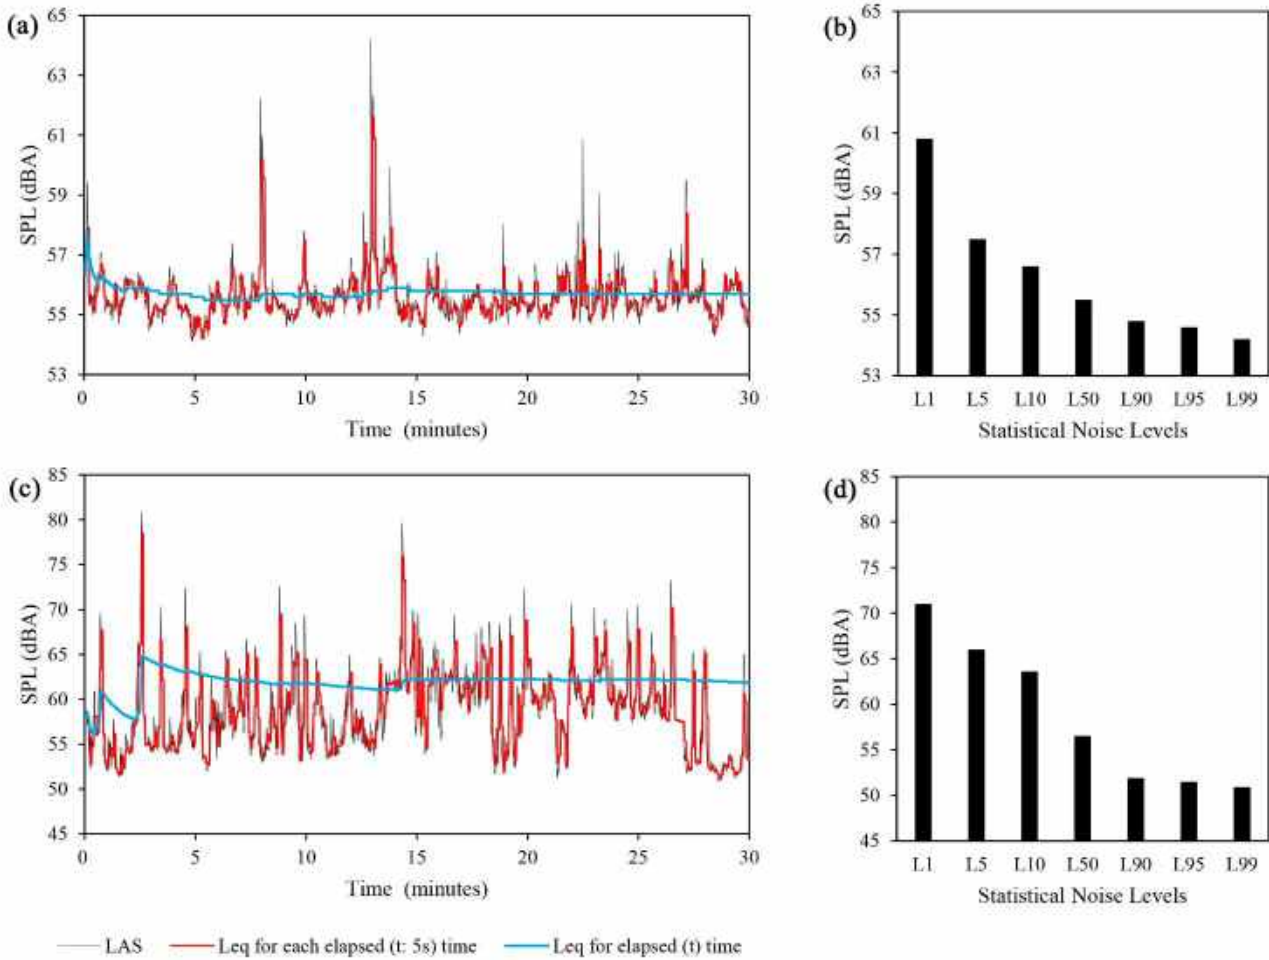 (a)
65
63
61
59
57
55
53
SPL (dBA)
0 5 10 15 20 25 30
Time (minutes)
(b)
65
63
61
59
57
55
53
SPL (dBA)
L1 L5 L10 L50 L90 L95 L99
Statistical Noise Levels
(c)
85
80
75
70
65
60
55
50
45
SPL (dBA)
0 5 10 15 20 25 30
Time (minutes)
(d)
85
80
75
70
65
60
55
50
45
SPL (dBA)
L1 L5 L10 L50 L90 L95 L99
Statistical Noise Levels
LAS Leq for each elapsed (t: 5s) time Leq for elapsed (t) time